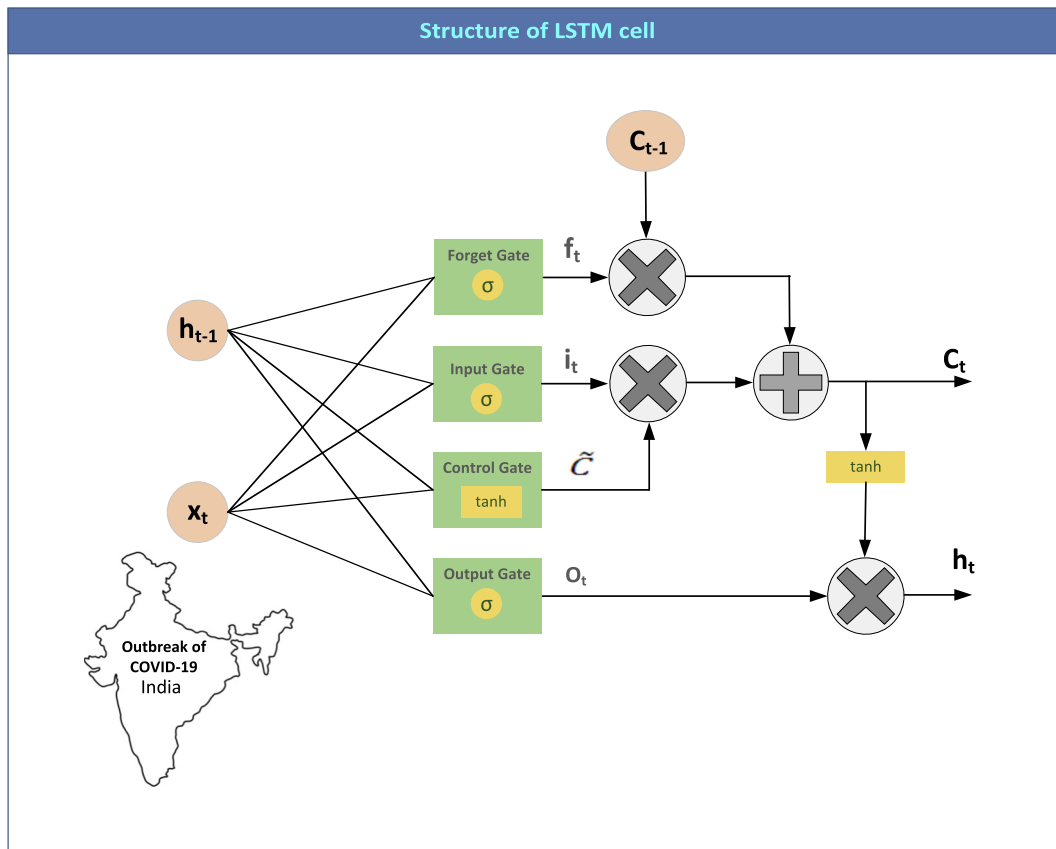 Structure of LSTM cell
Cₜ₋₁
Forget Gate
σ
fₜ
hₜ₋₁
Input Gate
σ
iₜ
Cₜ
Control Gate
tanh
C̃
tanh
xₜ
Output Gate
σ
Oₜ
hₜ
Outbreak of
COVID-19
India